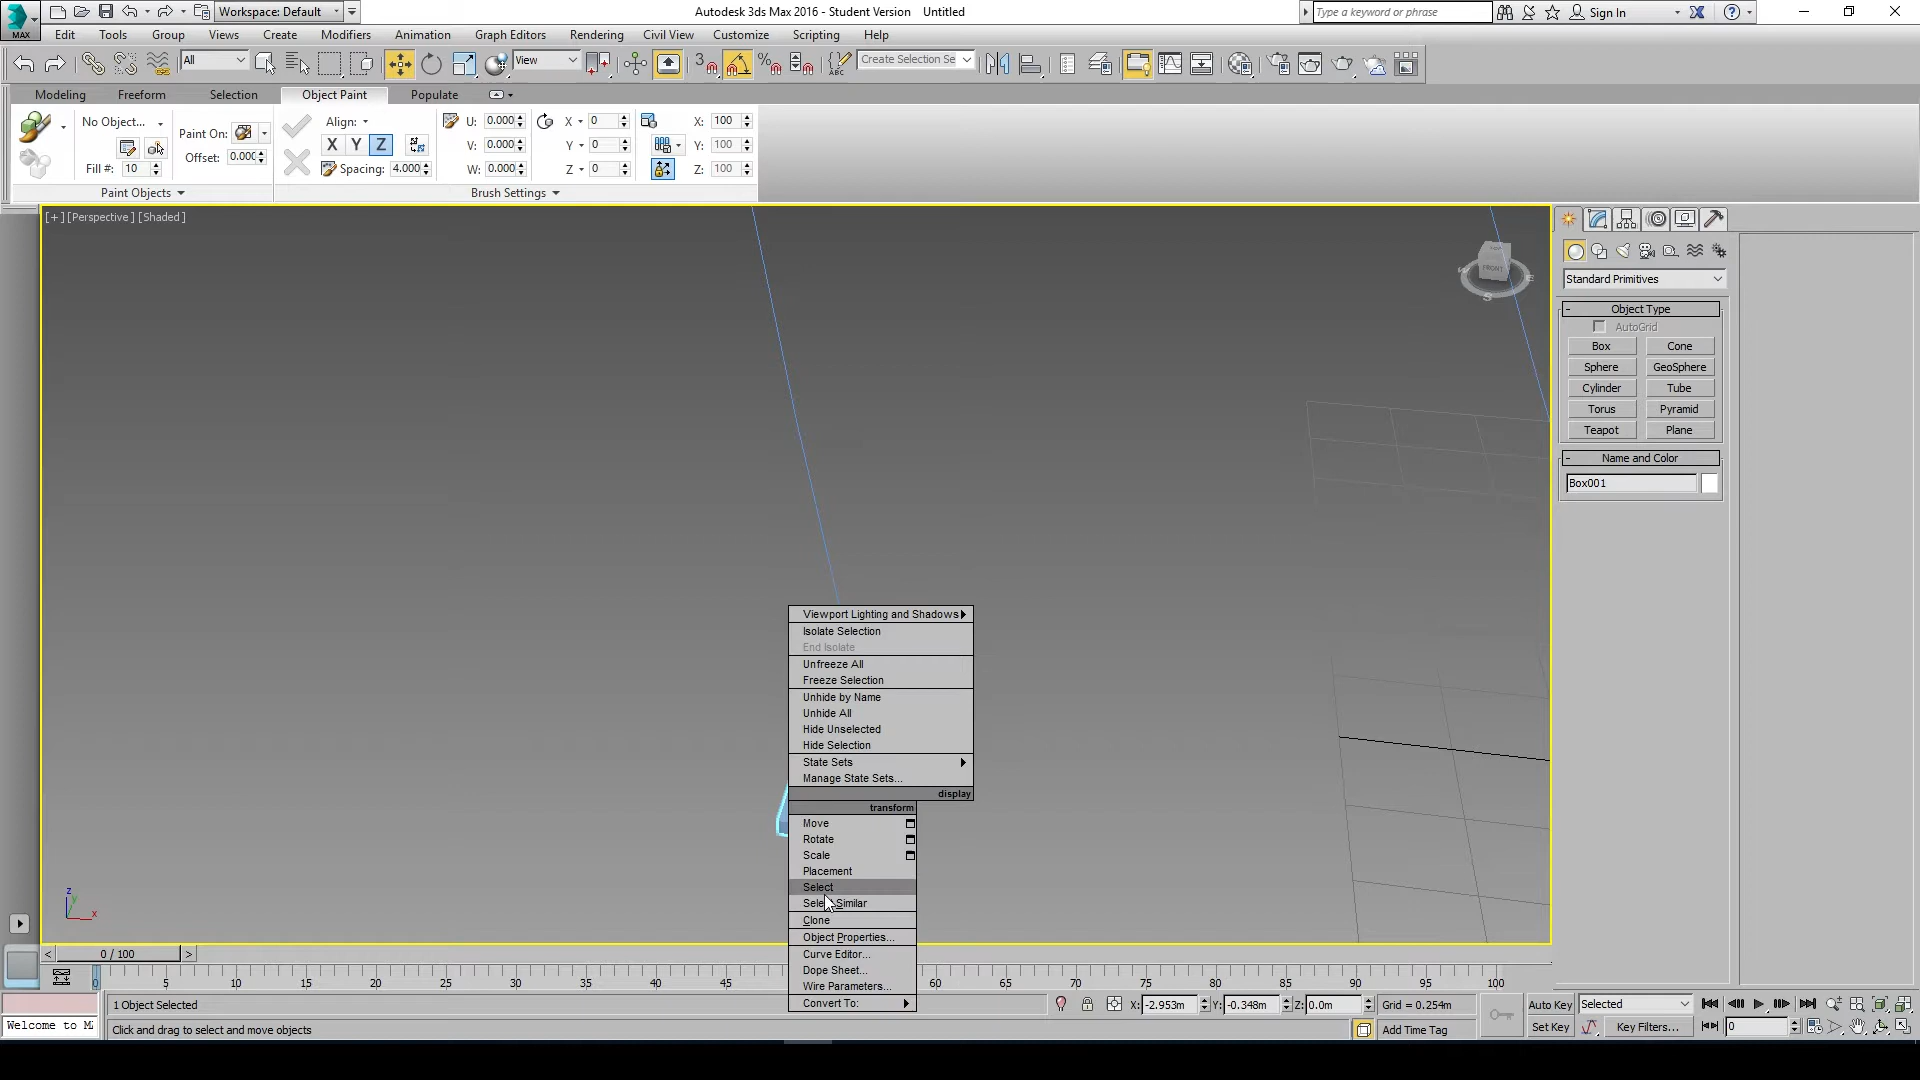 Workspace: Default
Autodesk 3ds Max 2016 - Student Version Untitled
Type a keyword or phrase
Sign In
MAX
Edit Tools Group Views Create Modifiers Animation Graph Editors Rendering Civil View Customize Scripting Help
All
View
3
%
ABC
Create Selection Se
Modeling Freeform Selection Object Paint Populate
No Object...
Paint On:
Offset: 0.000
Fill #: 10
Align:
X Y Z
Spacing: 4.000
U: 0.000
V: 0.000
W: 0.000
X 0
Y 0
Z 0
X: 100
Y: 100
Z: 100
Paint Objects
Brush Settings
[+] [Perspective] [Shaded]
FRONT
W
E
S
Standard Primitives
- Object Type
AutoGrid
Box Cone
Sphere GeoSphere
Cylinder Tube
Torus Pyramid
Teapot Plane
- Name and Color
Box001
Viewport Lighting and Shadows
Isolate Selection
End Isolate
Unfreeze All
Freeze Selection
Unhide by Name
Unhide All
Hide Unselected
Hide Selection
State Sets
Manage State Sets...
display
transform
Move
Rotate
Scale
Placement
Select
Select Similar
Clone
Object Properties...
Curve Editor...
Dope Sheet...
Wire Parameters...
Convert To:
z
y
x
< 0 / 100 >
0 5 10 15 20 25 30 35 40 45 60 65 70 75 80 85 90 95 100
1 Object Selected
X: -2.953m Y: -0.348m Z: 0.0m Grid = 0.254m
Auto Key Selected
Welcome to
Click and drag to select and move objects
Add Time Tag
Set Key Key Filters... 0